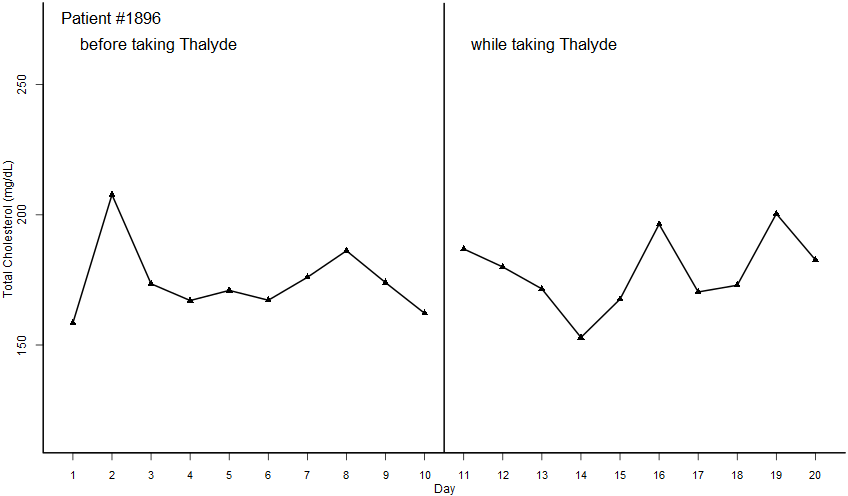 Patient #1896
before taking Thalyde
while taking Thalyde
Total Cholesterol (mg/dL)
250
200
150
1 2 3 4 5 6 7 8 9 10 11 12 13 14 15 16 17 18 19 20
Day